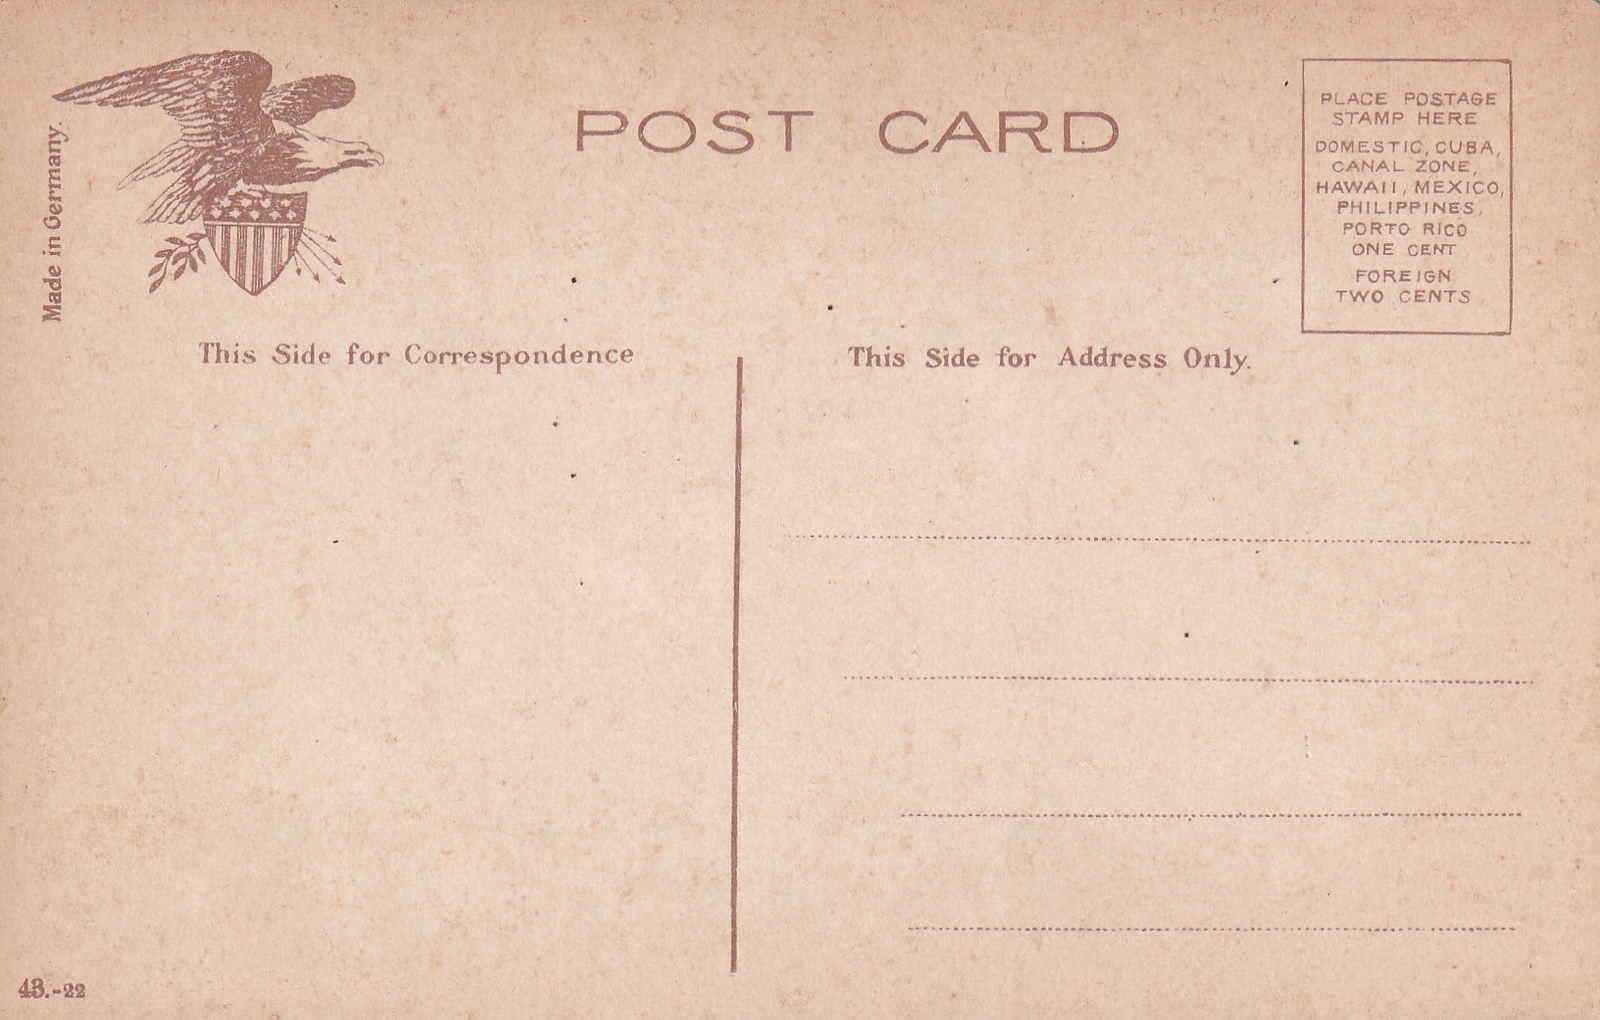 Made in Germany.
POST CARD
PLACE POSTAGE
STAMP HERE
DOMESTIC, CUBA,
CANAL ZONE,
HAWAII, MEXICO,
PHILIPPINES,
PORTO RICO
ONE CENT
FOREIGN
TWO CENTS
This Side for Correspondence
This Side for Address Only.
43.-22